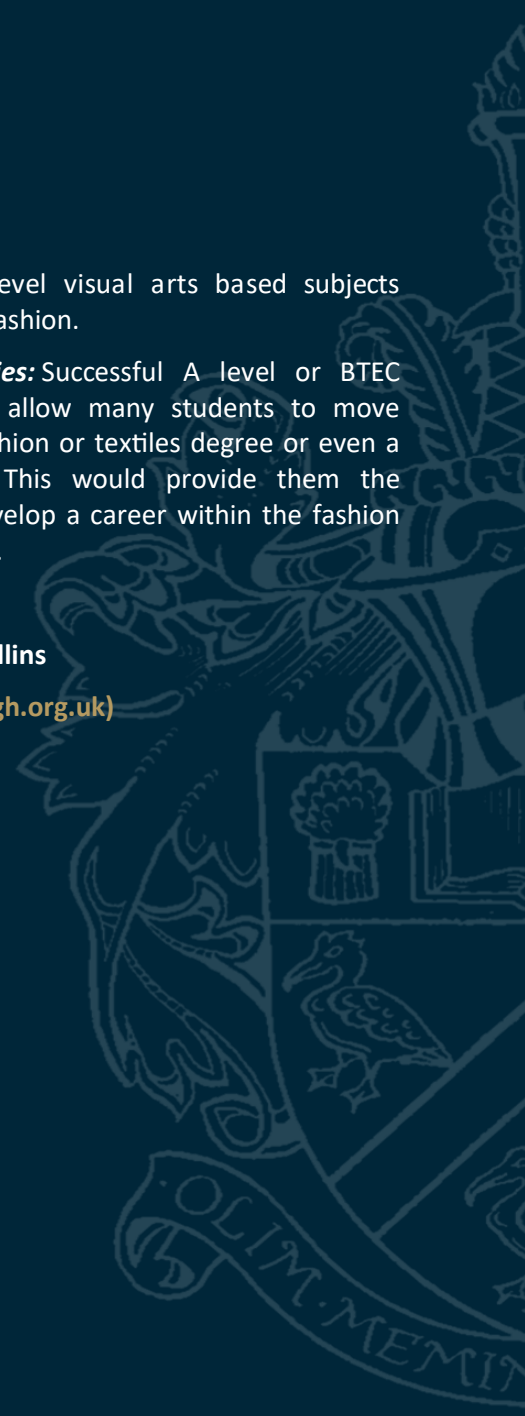 evel visual arts based subjects
ashion.
ies: Successful A level or BTEC
allow many students to move
hion or textiles degree or even a
This would provide them the
velop a career within the fashion
.
llins
gh.org.uk)
OLIM · MEMIN